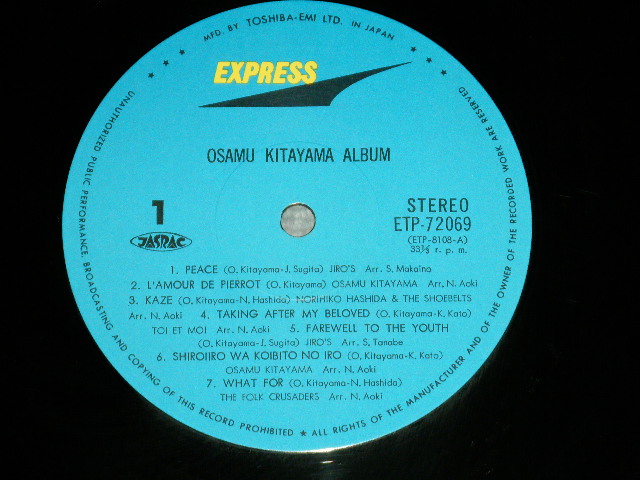 MFD. BY TOSHIBA-EMI LTD. IN JAPAN
EXPRESS
OSAMU KITAYAMA ALBUM
1
JASRAC
STEREO
ETP-72069
(ETP-8108-A)
33⅓ r. p. m.
1. PEACE (O. Kitayama-J. Sugita) JIRO'S Arr. S. Makaino
2. L'AMOUR DE PIERROT (O. Kitayama) OSAMU KITAYAMA Arr. N. Aoki
3. KAZE (O. Kitayama-N. Hashida) NORIHIKO HASHIDA & THE SHOEBELTS
Arr. N. Aoki 4. TAKING AFTER MY BELOVED (O. Kitayama-K. Kato)
TOI ET MOI Arr. N. Aoki 5. FAREWELL TO THE YOUTH
(O. Kitayama-J. Sugita) JIRO'S Arr. S. Tanabe
6. SHIROIIRO WA KOIBITO NO IRO (O. Kitayama-K. Kato)
OSAMU KITAYAMA Arr. N. Aoki
7. WHAT FOR (O. Kitayama-N. Hashida)
THE FOLK CRUSADERS Arr. N. Aoki
★ ★ ★ UNAUTHORIZED PUBLIC PERFORMANCE, BROADCASTING AND COPYING OF THIS RECORD PROHIBITED ★ ALL RIGHTS OF THE MANUFACTURER AND OF THE OWNER OF THE RECORDED WORK ARE RESERVED ★ ★ ★